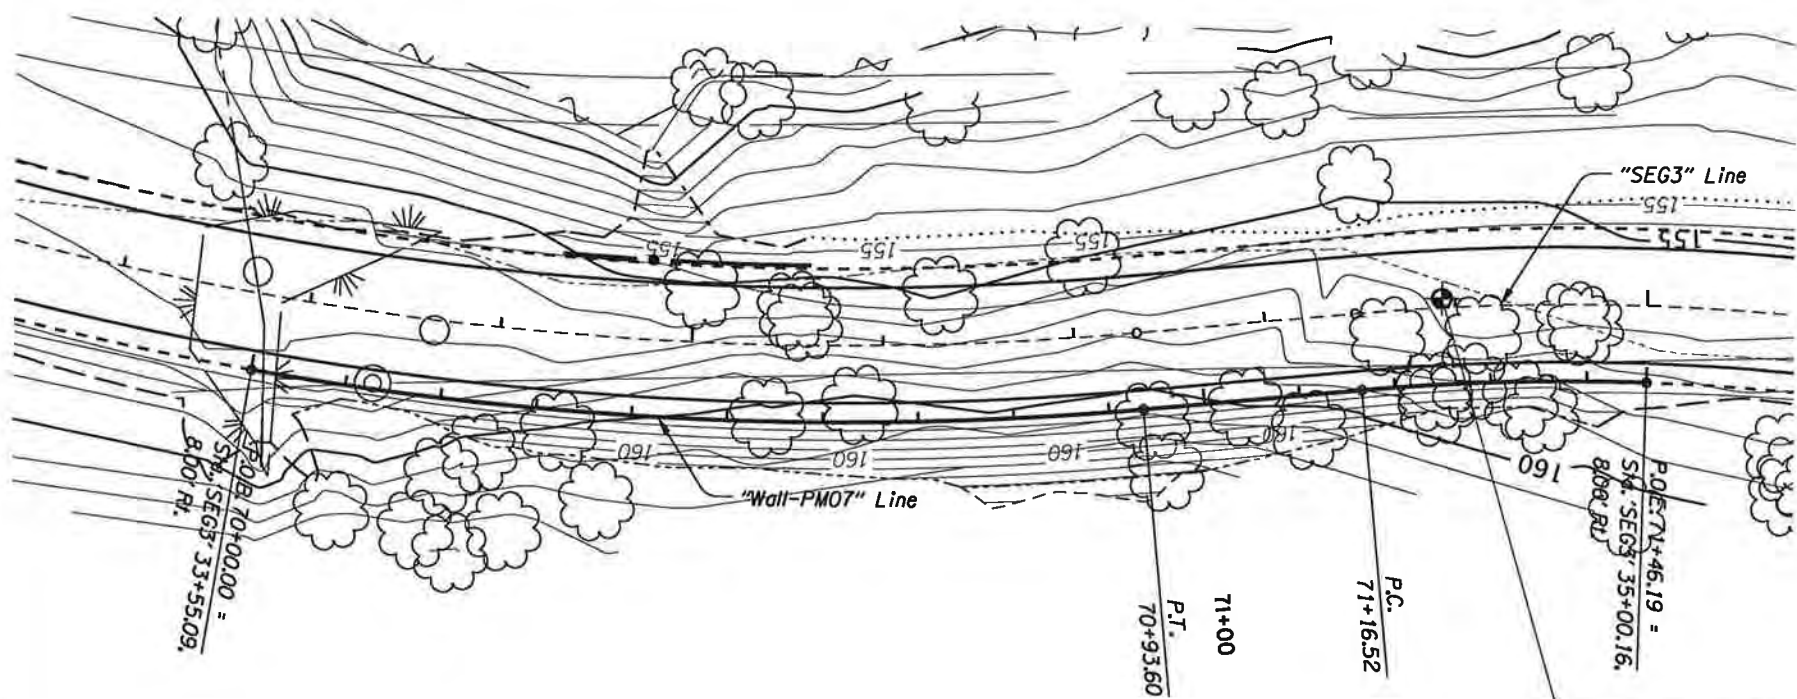 "SEG3" Line
155
155
155
155
155
160
160
160
160
160
"Wall-PM07" Line
P.O.B. 70+00.00 =
Sta. "SEG3" 33+55.09,
8.00' Rt.
P.T.
70+93.60
71+00
P.C.
71+16.52
P.O.E. 71+46.19 =
Sta. "SEG3" 35+00.16,
8.00' Rt.